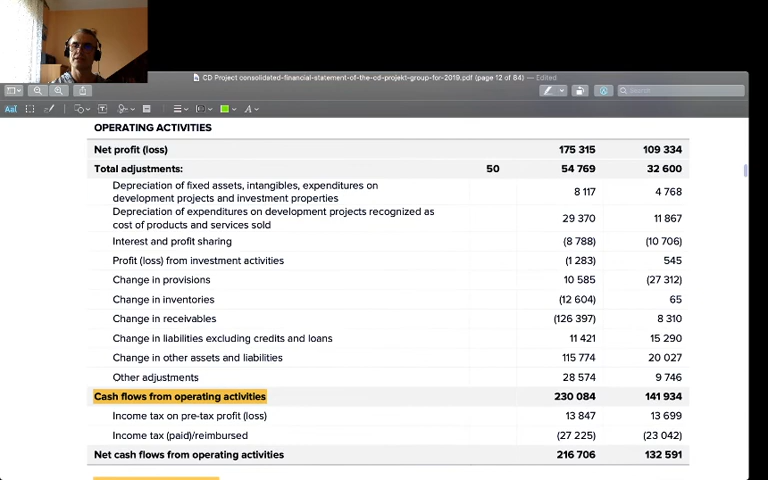 CD Project consolidated-financial-statement-of-the-cd-projekt-group-for-2019.pdf (page 12 of 84) — Edited
Search
AaI
A
OPERATING ACTIVITIES
Net profit (loss) 175 315 109 334
Total adjustments: 50 54 769 32 600
Depreciation of fixed assets, intangibles, expenditures on
development projects and investment properties 8 117 4 768
Depreciation of expenditures on development projects recognized as
cost of products and services sold 29 370 11 867
Interest and profit sharing (8 788) (10 706)
Profit (loss) from investment activities (1 283) 545
Change in provisions 10 585 (27 312)
Change in inventories (12 604) 65
Change in receivables (126 397) 8 310
Change in liabilities excluding credits and loans 11 421 15 290
Change in other assets and liabilities 115 774 20 027
Other adjustments 28 574 9 746
Cash flows from operating activities 230 084 141 934
Income tax on pre-tax profit (loss) 13 847 13 699
Income tax (paid)/reimbursed (27 225) (23 042)
Net cash flows from operating activities 216 706 132 591